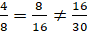 4/8 = 8/16 ≠ 16/30